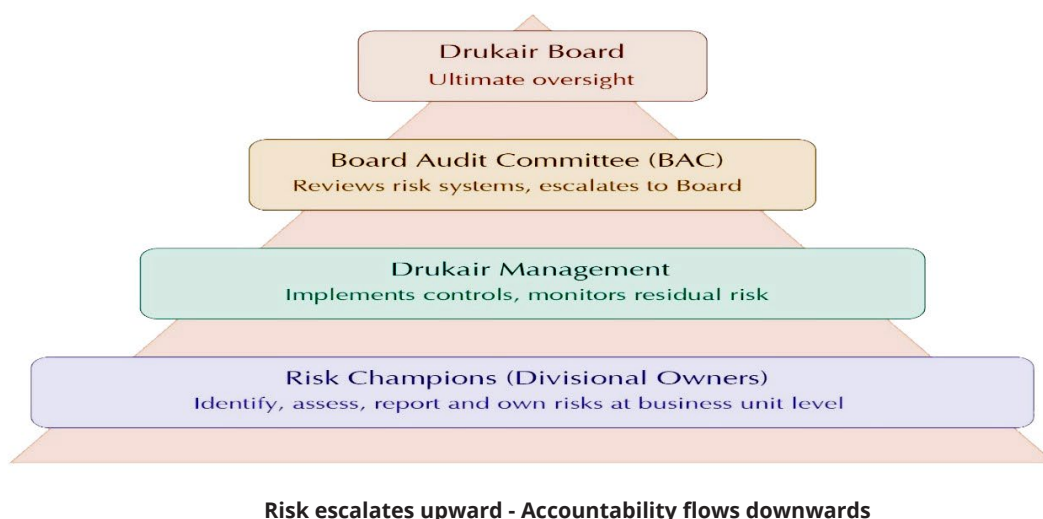 Drukair Board
Ultimate oversight
Board Audit Committee (BAC)
Reviews risk systems, escalates to Board
Drukair Management
Implements controls, monitors residual risk
Risk Champions (Divisional Owners)
Identify, assess, report and own risks at business unit level
Risk escalates upward - Accountability flows downwards